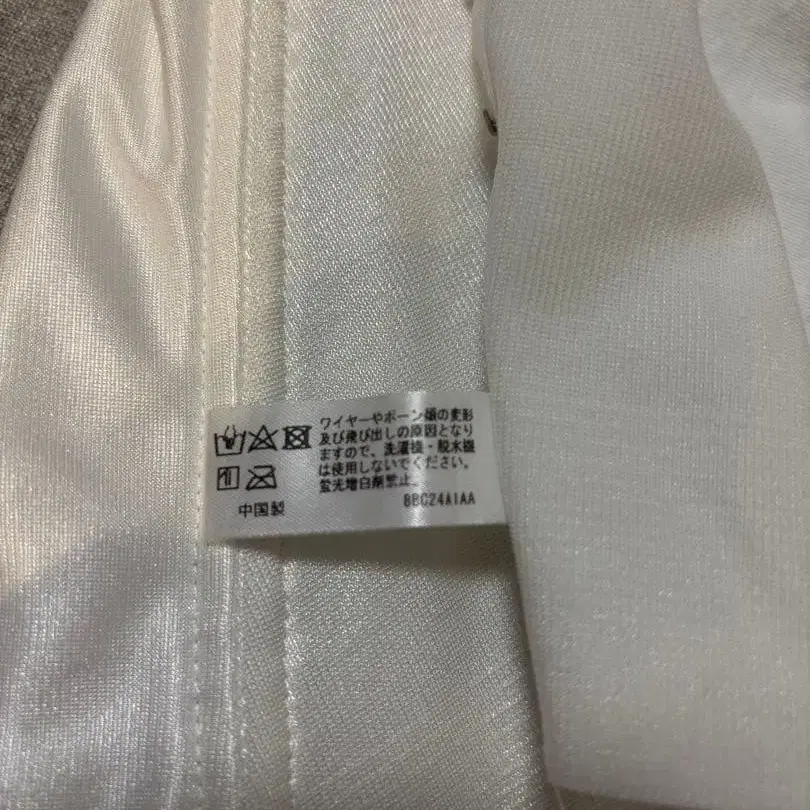 ワイヤーやボーン類の変形
及び飛び出しの原因となり
ますので、洗濯機・脱水機
は使用しないでください。
蛍光増白剤禁止。
中国製
BBC24A1AA